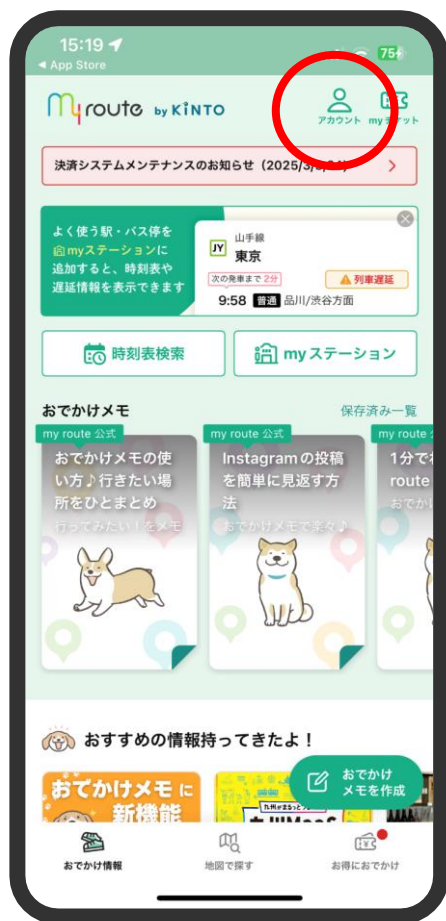 15:19
75
◀ App Store
my route by KINTO
アカウント
myチケット
決済システムメンテナンスのお知らせ
よく使う駅・バス停を
myステーションに
追加すると、時刻表や
遅延情報を表示できます
JY
山手線
東京
次の発車まで 2分
列車遅延
9:58 普通 品川/渋谷方面
時刻表検索
myステーション
おでかけメモ
保存済み一覧
my route 公式
おでかけメモの使
い方♪行きたい場
所をひとまとめ
行ってみたい！をメモ
my route 公式
Instagramの投稿
を簡単に見返す方
法
おでかけメモで楽々♪
my route
1分で
route
おでか
おすすめの情報持ってきたよ！
おでかけメモ に
新機能
おでかけ
メモを作成
おでかけ情報
地図で探す
お得におでかけ